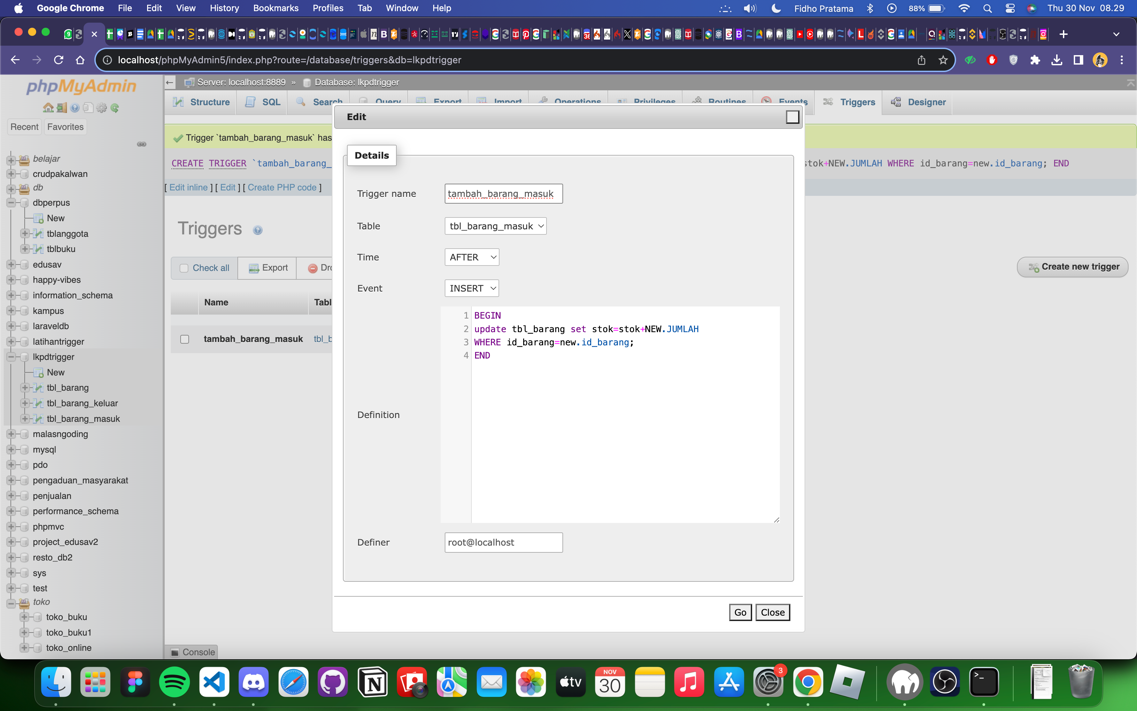 Google Chrome File Edit View History Bookmarks Profiles Tab Window Help Fidho Pratama 88% Thu 30 Nov 08.29
localhost/phpMyAdmin5/index.php?route=/database/triggers&db=lkpdtrigger
phpMyAdmin
Recent Favorites
belajar
crudpakalwan
db
dbperpus
New
tblanggota
tblbuku
edusav
happy-vibes
information_schema
kampus
laraveldb
latihantrigger
lkpdtrigger
New
tbl_barang
tbl_barang_keluar
tbl_barang_masuk
malasngoding
mysql
pdo
pengaduan_masyarakat
penjualan
performance_schema
phpmvc
project_edusav2
resto_db2
sys
test
toko
toko_buku
toko_buku1
toko_online
Server: localhost:8889 » Database: lkpdtrigger
Structure SQL Search Query Export Import Operations Privileges Routines Events Triggers Designer
Trigger `tambah_barang_masuk` has
CREATE TRIGGER `tambah_barang_ stok+NEW.JUMLAH WHERE id_barang=new.id_barang; END
[ Edit inline ] [ Edit ] [ Create PHP code ]
Triggers
Check all Export Dro
Create new trigger
Name Tabl
tambah_barang_masuk tbl_b
Console
Edit
Details
Trigger name tambah_barang_masuk
Table tbl_barang_masuk
Time AFTER
Event INSERT
Definition
1 BEGIN
2 update tbl_barang set stok=stok+NEW.JUMLAH
3 WHERE id_barang=new.id_barang;
4 END
Definer root@localhost
Go Close
tv
NOV
30
3